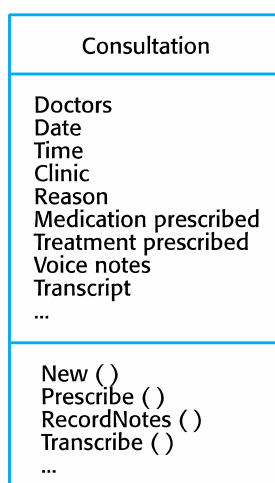 Consultation
Doctors
Date
Time
Clinic
Reason
Medication prescribed
Treatment prescribed
Voice notes
Transcript
...
New ( )
Prescribe ( )
RecordNotes ( )
Transcribe ( )
...